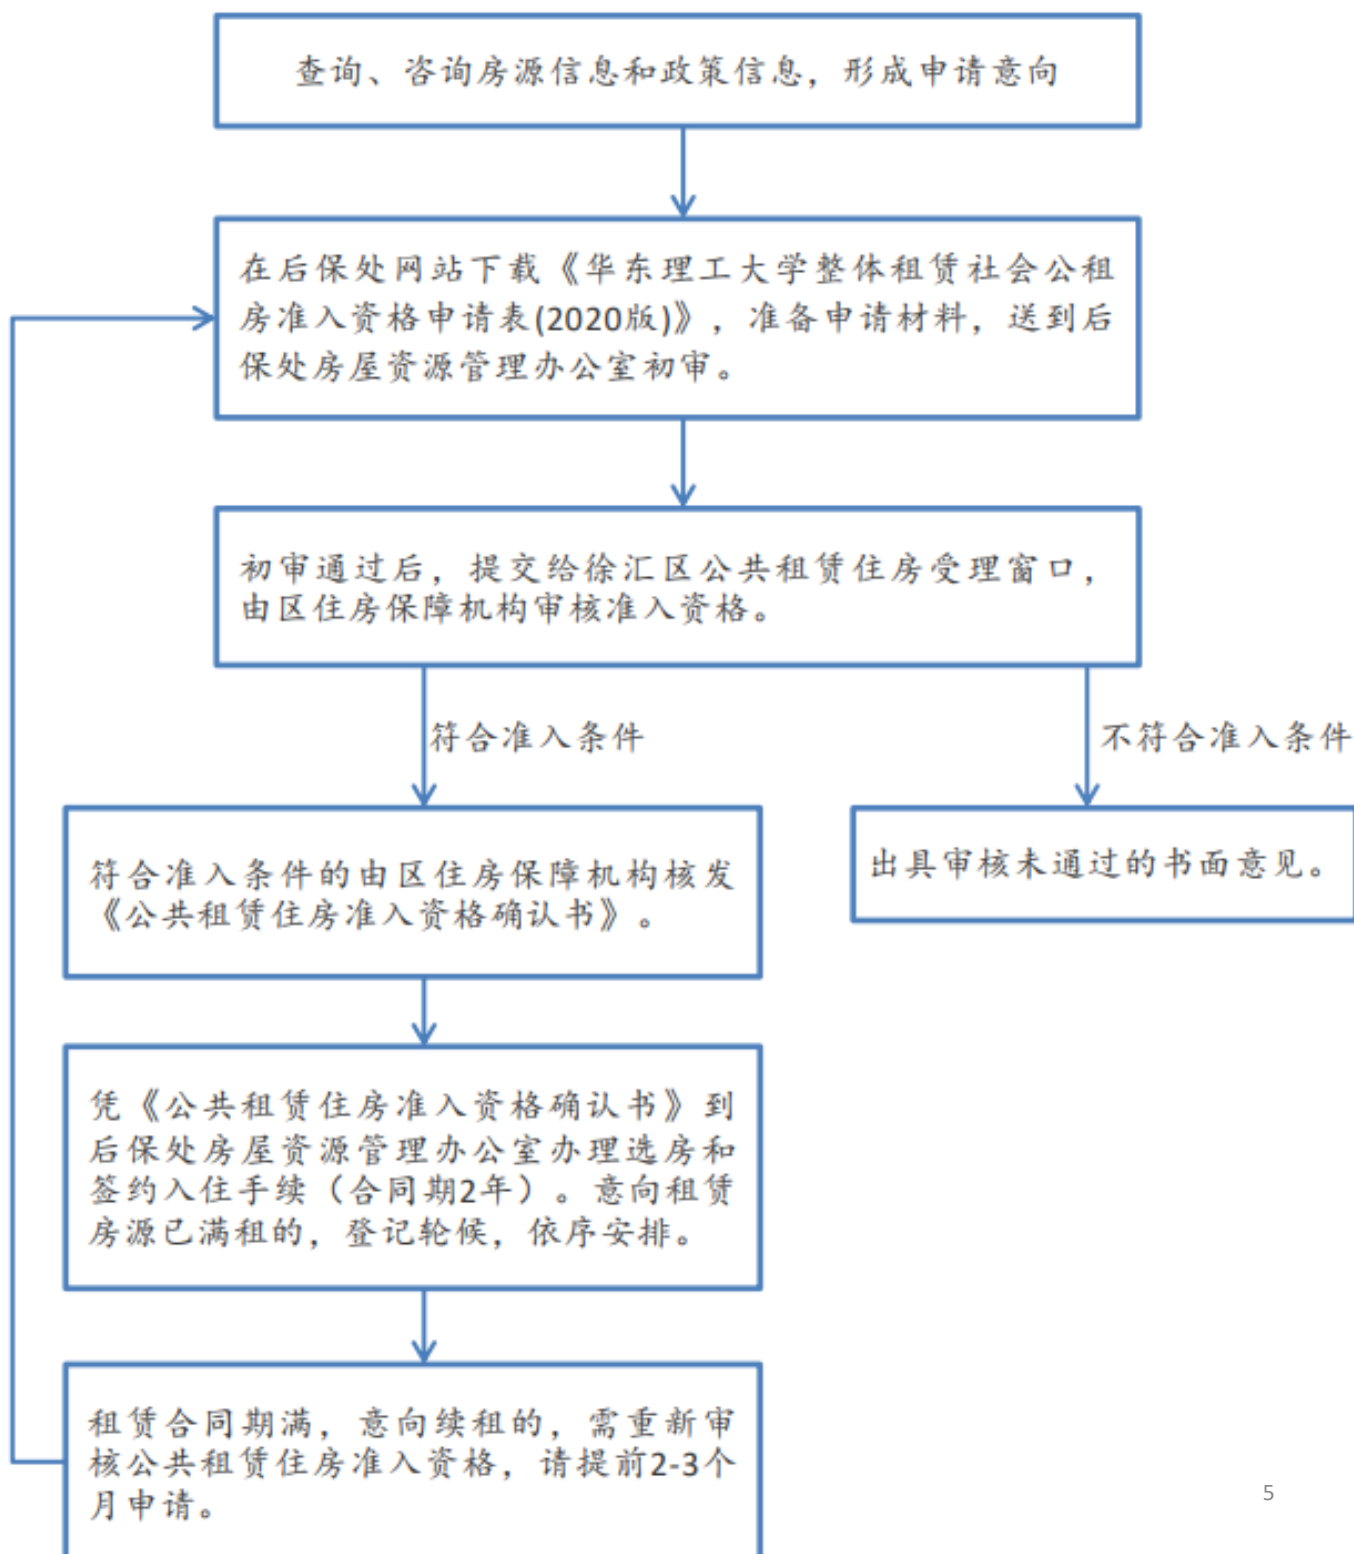 查询、咨询房源信息和政策信息，形成申请意向
在后保处网站下载《华东理工大学整体租赁社会公租
房准入资格申请表(2020版)》，准备申请材料，送到后
保处房屋资源管理办公室初审。
初审通过后，提交给徐汇区公共租赁住房受理窗口，
由区住房保障机构审核准入资格。
符合准入条件
不符合准入条件
符合准入条件的由区住房保障机构核发
《公共租赁住房准入资格确认书》。
出具审核未通过的书面意见。
凭《公共租赁住房准入资格确认书》到
后保处房屋资源管理办公室办理选房和
签约入住手续（合同期2年）。意向租赁
房源已满租的，登记轮候，依序安排。
租赁合同期满，意向续租的，需重新审
核公共租赁住房准入资格，请提前2-3个
月申请。
5